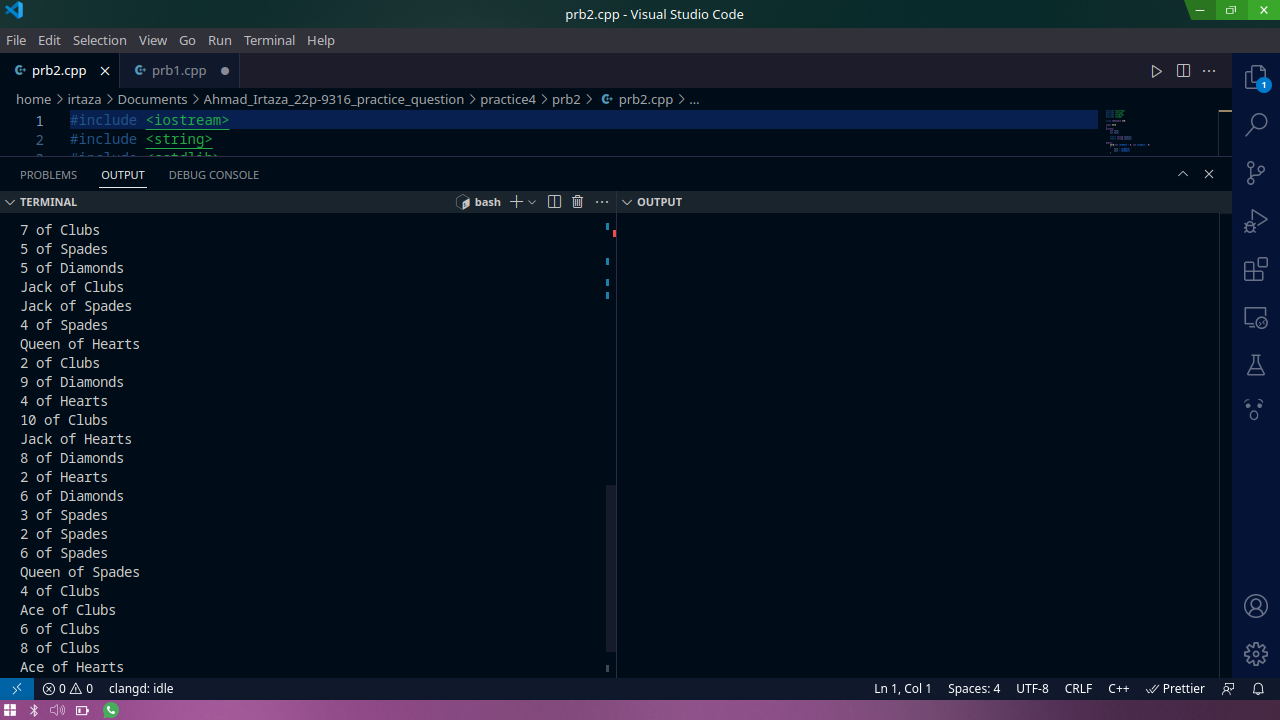 prb2.cpp - Visual Studio Code
File Edit Selection View Go Run Terminal Help
prb2.cpp prb1.cpp
home > irtaza > Documents > Ahmad_Irtaza_22p-9316_practice_question > practice4 > prb2 > prb2.cpp > ...
1 #include <iostream>
2 #include <string>
3 #include <cstdlib>
PROBLEMS OUTPUT DEBUG CONSOLE
TERMINAL bash OUTPUT
7 of Clubs
5 of Spades
5 of Diamonds
Jack of Clubs
Jack of Spades
4 of Spades
Queen of Hearts
2 of Clubs
9 of Diamonds
4 of Hearts
10 of Clubs
Jack of Hearts
8 of Diamonds
2 of Hearts
6 of Diamonds
3 of Spades
2 of Spades
6 of Spades
Queen of Spades
4 of Clubs
Ace of Clubs
6 of Clubs
8 of Clubs
Ace of Hearts
1
0 0 clangd: idle Ln 1, Col 1 Spaces: 4 UTF-8 CRLF C++ Prettier